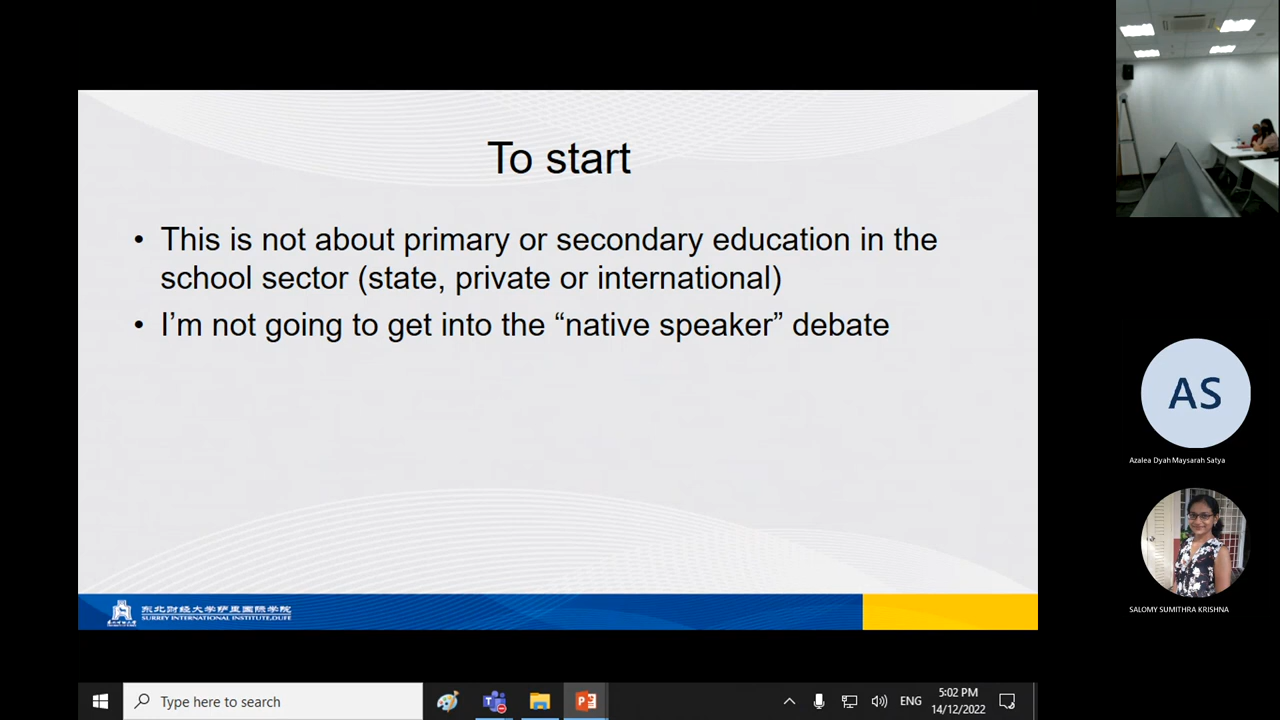 To start
• This is not about primary or secondary education in the
school sector (state, private or international)
• I’m not going to get into the “native speaker” debate
东北财经大学萨里国际学院
SURREY INTERNATIONAL INSTITUTE,DUFE
AS
Azalea Dyah Maysarah Satya
SALOMY SUMITHRA KRISHNA
Type here to search
ENG
5:02 PM
14/12/2022